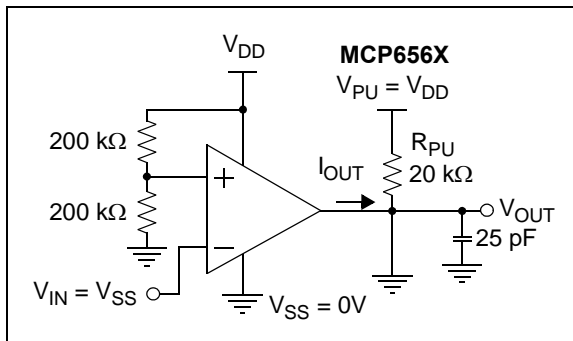 V_DD
MCP656X
V_PU = V_DD
200 kΩ
R_PU
20 kΩ
I_OUT
+
200 kΩ
V_OUT
25 pF
−
V_IN = V_SS
V_SS = 0V